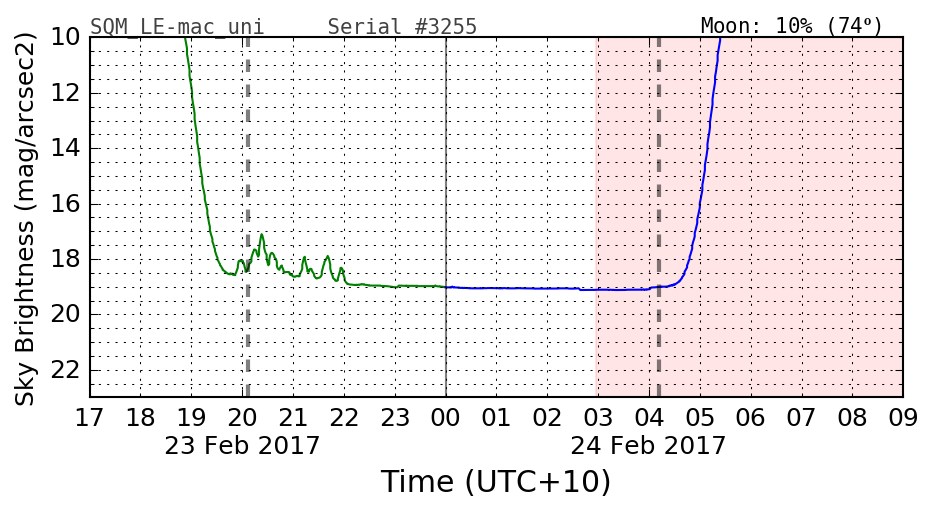 SQM_LE-mac_uni Serial #3255 Moon: 10% (74°)
Sky Brightness (mag/arcsec2)
10
12
14
16
18
20
22
17 18 19 20 21 22 23 00 01 02 03 04 05 06 07 08 09
23 Feb 2017 24 Feb 2017
Time (UTC+10)